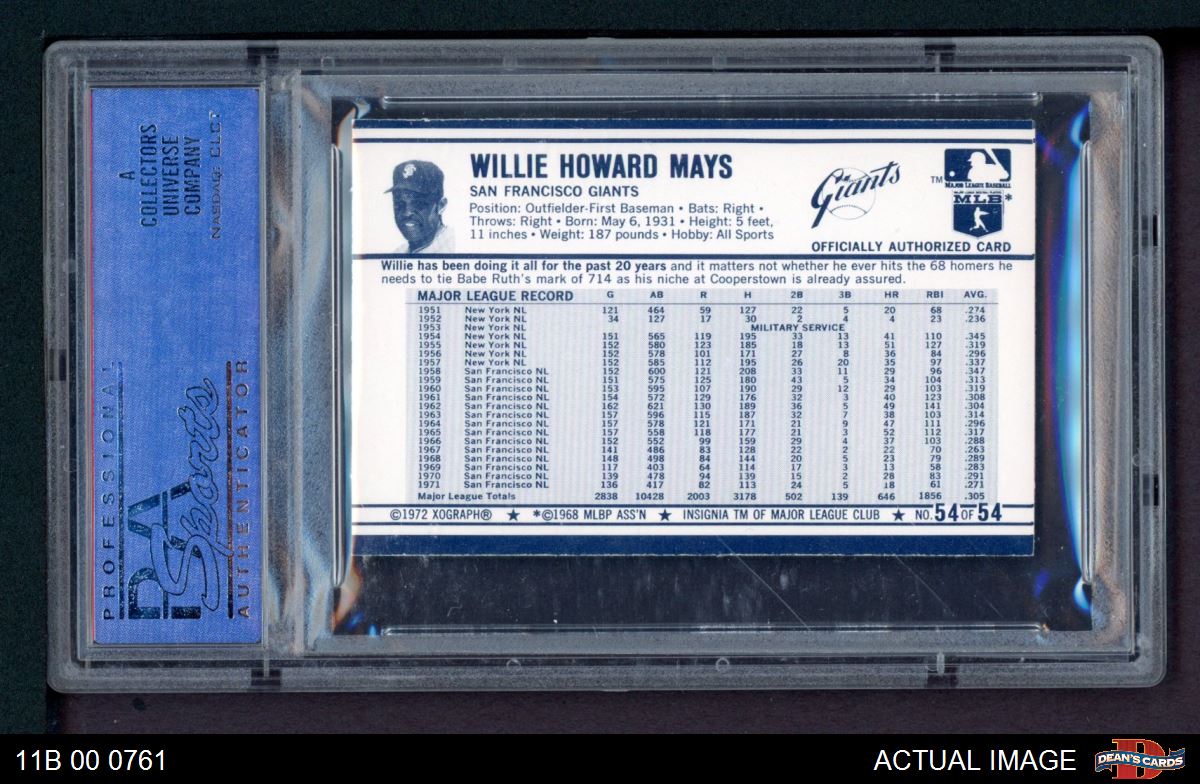 A
COLLECTORS
UNIVERSE
COMPANY
NASDAQ: CLCT
PROFESSIONAL
PSA
Sports
AUTHENTICATOR
WILLIE HOWARD MAYS
SAN FRANCISCO GIANTS
Position: Outfielder-First Baseman • Bats: Right •
Throws: Right • Born: May 6, 1931 • Height: 5 feet,
11 inches • Weight: 187 pounds • Hobby: All Sports
Giants
TM MAJOR LEAGUE BASEBALL
MLB*
OFFICIALLY AUTHORIZED CARD
Willie has been doing it all for the past 20 years and it matters not whether he ever hits the 68 homers he
needs to tie Babe Ruth's mark of 714 as his niche at Cooperstown is already assured.
MAJOR LEAGUE RECORD G AB R H 2B 3B HR RBI AVG.
1951 New York NL 121 464 59 127 22 5 20 68 .274
1952 New York NL 34 127 17 30 2 4 4 23 .236
1953 New York NL MILITARY SERVICE
1954 New York NL 151 565 119 195 33 13 41 110 .345
1955 New York NL 152 580 123 185 18 13 51 127 .319
1956 New York NL 152 578 101 171 27 8 36 84 .296
1957 New York NL 152 585 112 195 26 20 35 97 .337
1958 San Francisco NL 152 600 121 208 33 11 29 96 .347
1959 San Francisco NL 151 575 125 180 43 5 34 104 .313
1960 San Francisco NL 153 595 107 190 29 12 29 103 .319
1961 San Francisco NL 154 572 129 176 32 3 40 123 .308
1962 San Francisco NL 162 621 130 189 36 5 49 141 .304
1963 San Francisco NL 157 596 115 187 32 7 38 103 .314
1964 San Francisco NL 157 578 121 171 21 9 47 111 .296
1965 San Francisco NL 157 558 118 177 21 3 52 112 .317
1966 San Francisco NL 152 552 99 159 29 4 37 103 .288
1967 San Francisco NL 141 486 83 128 22 2 22 70 .263
1968 San Francisco NL 148 498 84 144 20 5 23 79 .289
1969 San Francisco NL 117 403 64 114 17 3 13 58 .283
1970 San Francisco NL 139 478 94 139 15 2 28 83 .291
1971 San Francisco NL 136 417 82 113 24 5 18 61 .271
Major League Totals 2838 10428 2003 3178 502 139 646 1856 .305
©1972 XOGRAPH® ★ *©1968 MLBP ASS'N ★ INSIGNIA TM OF MAJOR LEAGUE CLUB ★ NO. 54 OF 54
11B 00 0761
ACTUAL IMAGE
D
DEAN'S CARDS